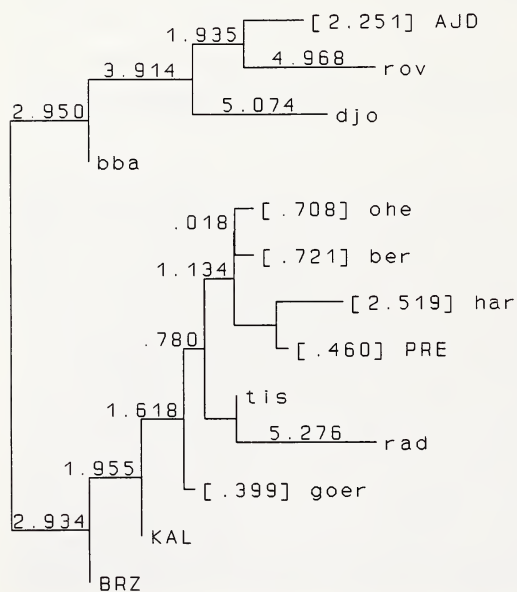 [2.251] AJD
1.935
4.968
rov
3.914
5.074
djo
2.950
bba
[.708] ohe
.018
[.721] ber
1.134
[2.519] har
.780
[.460] PRE
tis
1.618
5.276
rad
1.955
[.399] goer
2.934
KAL
BRZ